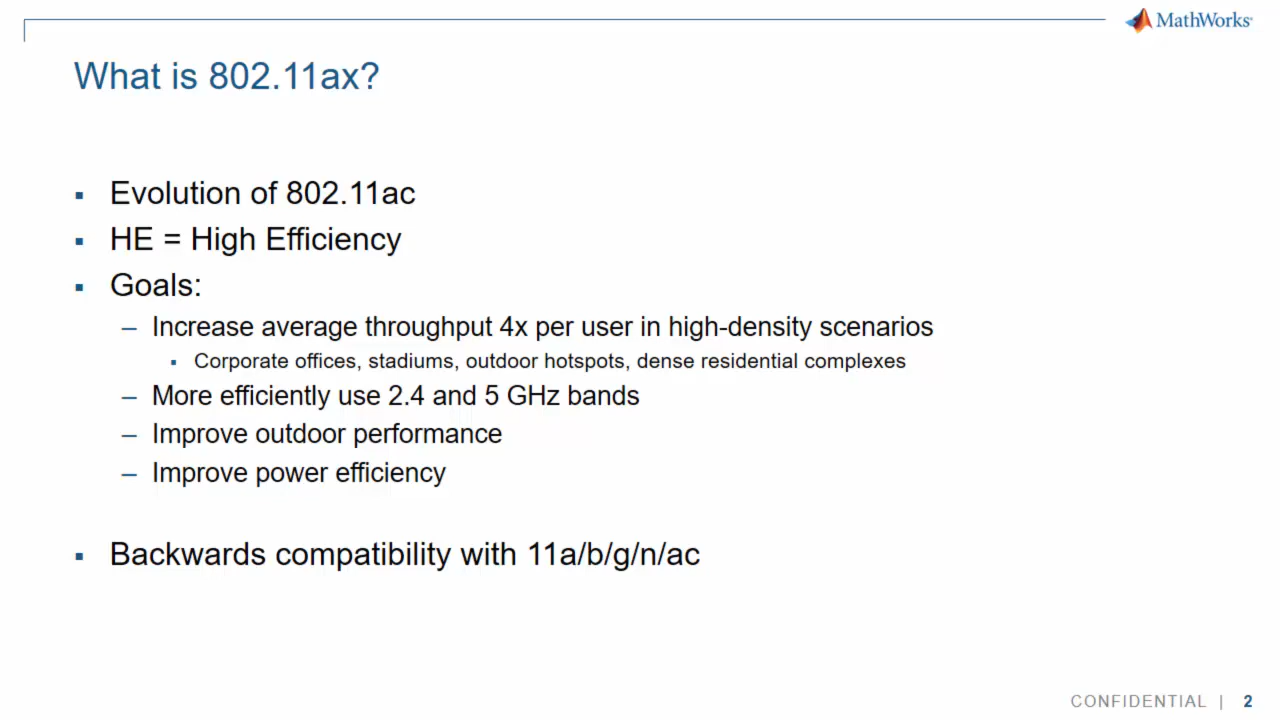 MathWorks
What is 802.11ax?
▪ Evolution of 802.11ac
▪ HE = High Efficiency
▪ Goals:
– Increase average throughput 4x per user in high-density scenarios
▪ Corporate offices, stadiums, outdoor hotspots, dense residential complexes
– More efficiently use 2.4 and 5 GHz bands
– Improve outdoor performance
– Improve power efficiency
▪ Backwards compatibility with 11a/b/g/n/ac
CONFIDENTIAL | 2